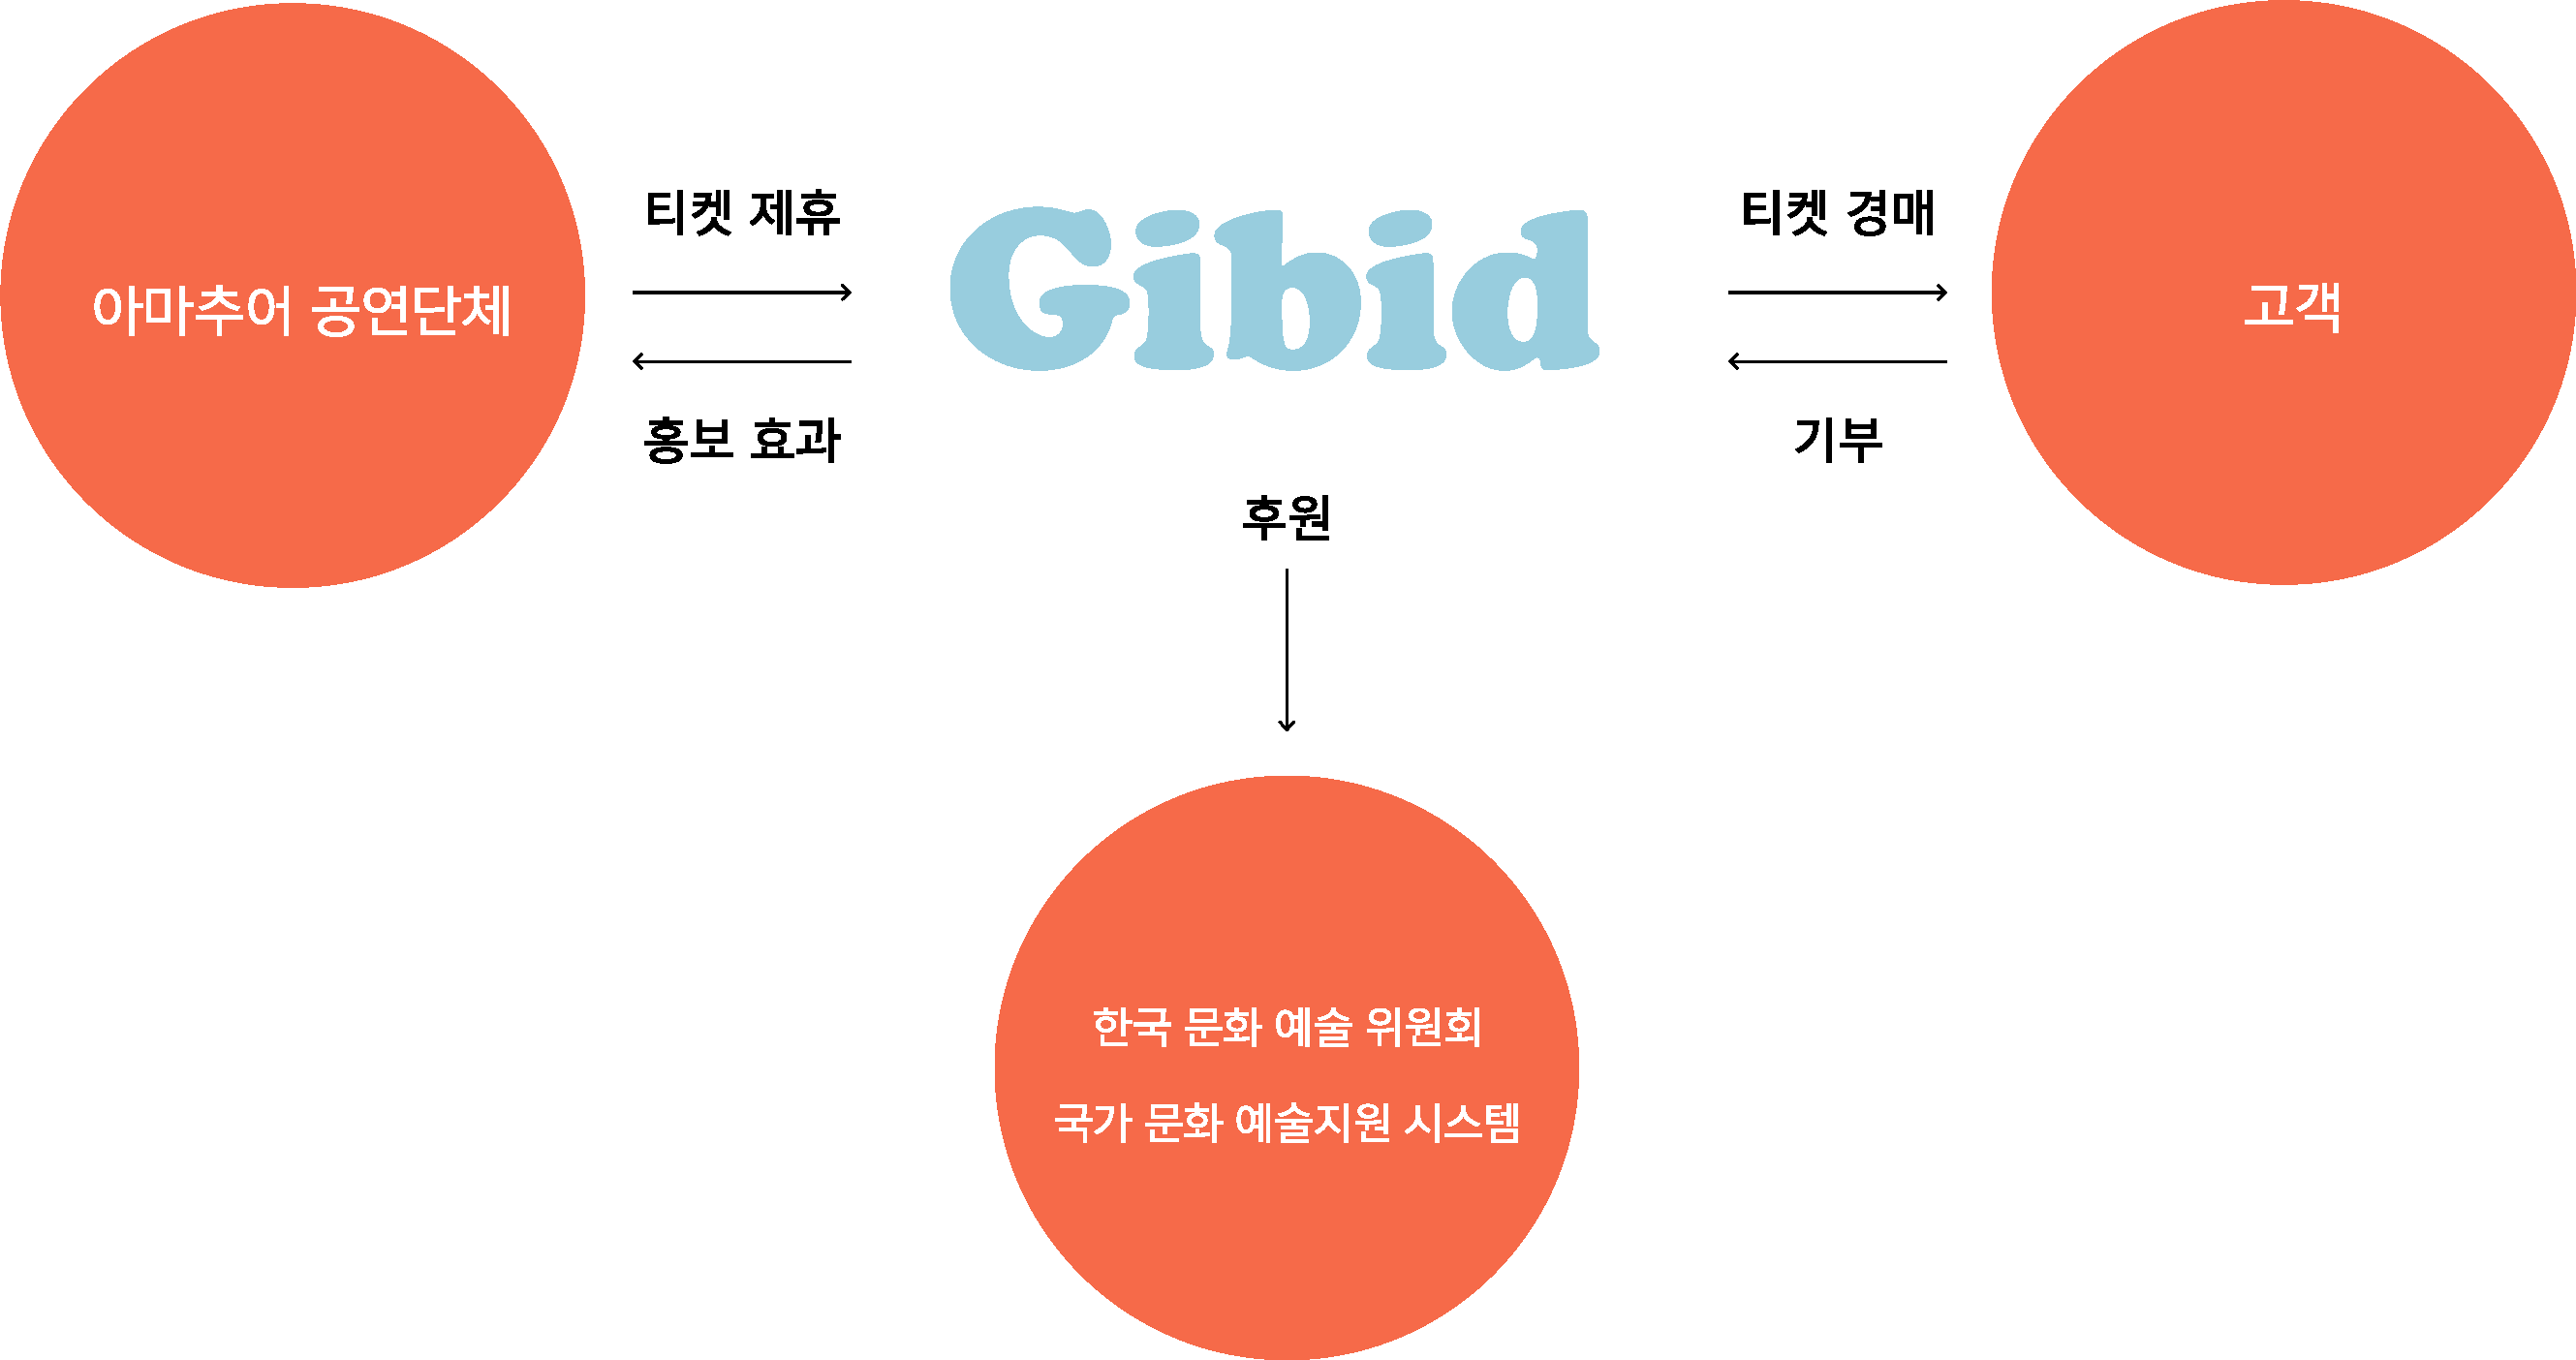 티켓 제휴
Gibid
티켓 경매
아마추어 공연단체
고객
홍보 효과
기부
후원
한국 문화 예술 위원회
국가 문화 예술지원 시스템